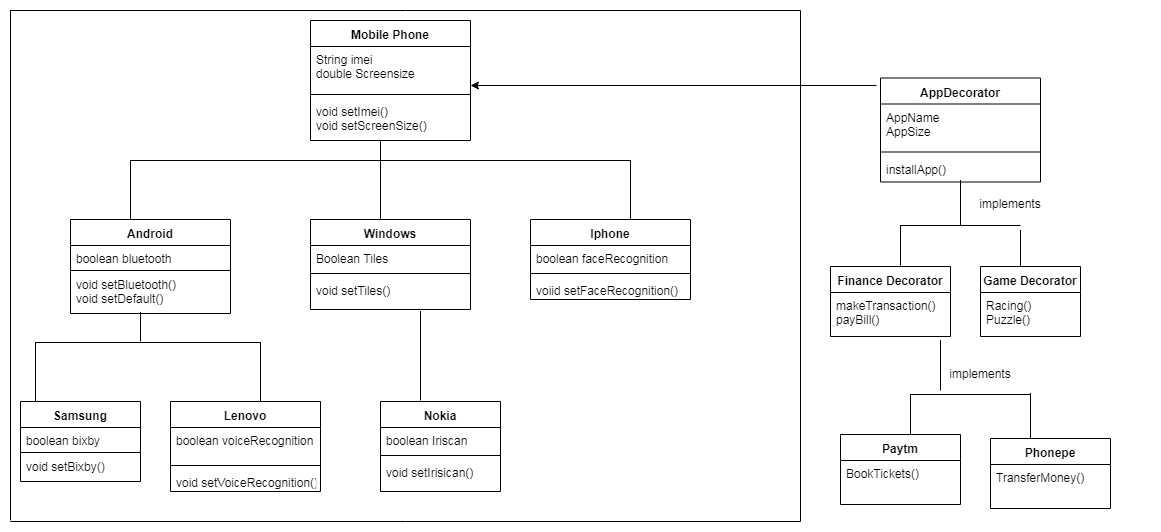 Mobile Phone
String imei
double Screensize
void setImei()
void setScreenSize()
AppDecorator
AppName
AppSize
installApp()
implements
Android
boolean bluetooth
void setBluetooth()
void setDefault()
Windows
Boolean Tiles
void setTiles()
Iphone
boolean faceRecognition
voiid setFaceRecognition()
Finance Decorator
makeTransaction()
payBill()
Game Decorator
Racing()
Puzzle()
implements
Samsung
boolean bixby
void setBixby()
Lenovo
boolean voiceRecognition
void setVoiceRecognition()
Nokia
boolean Iriscan
void setIrisican()
Paytm
BookTickets()
Phonepe
TransferMoney()